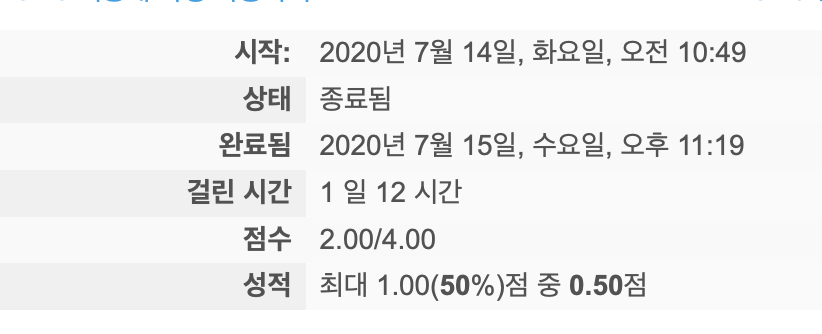 시작: 2020년 7월 14일, 화요일, 오전 10:49
상태 종료됨
완료됨 2020년 7월 15일, 수요일, 오후 11:19
걸린 시간 1 일 12 시간
점수 2.00/4.00
성적 최대 1.00(50%)점 중 0.50점